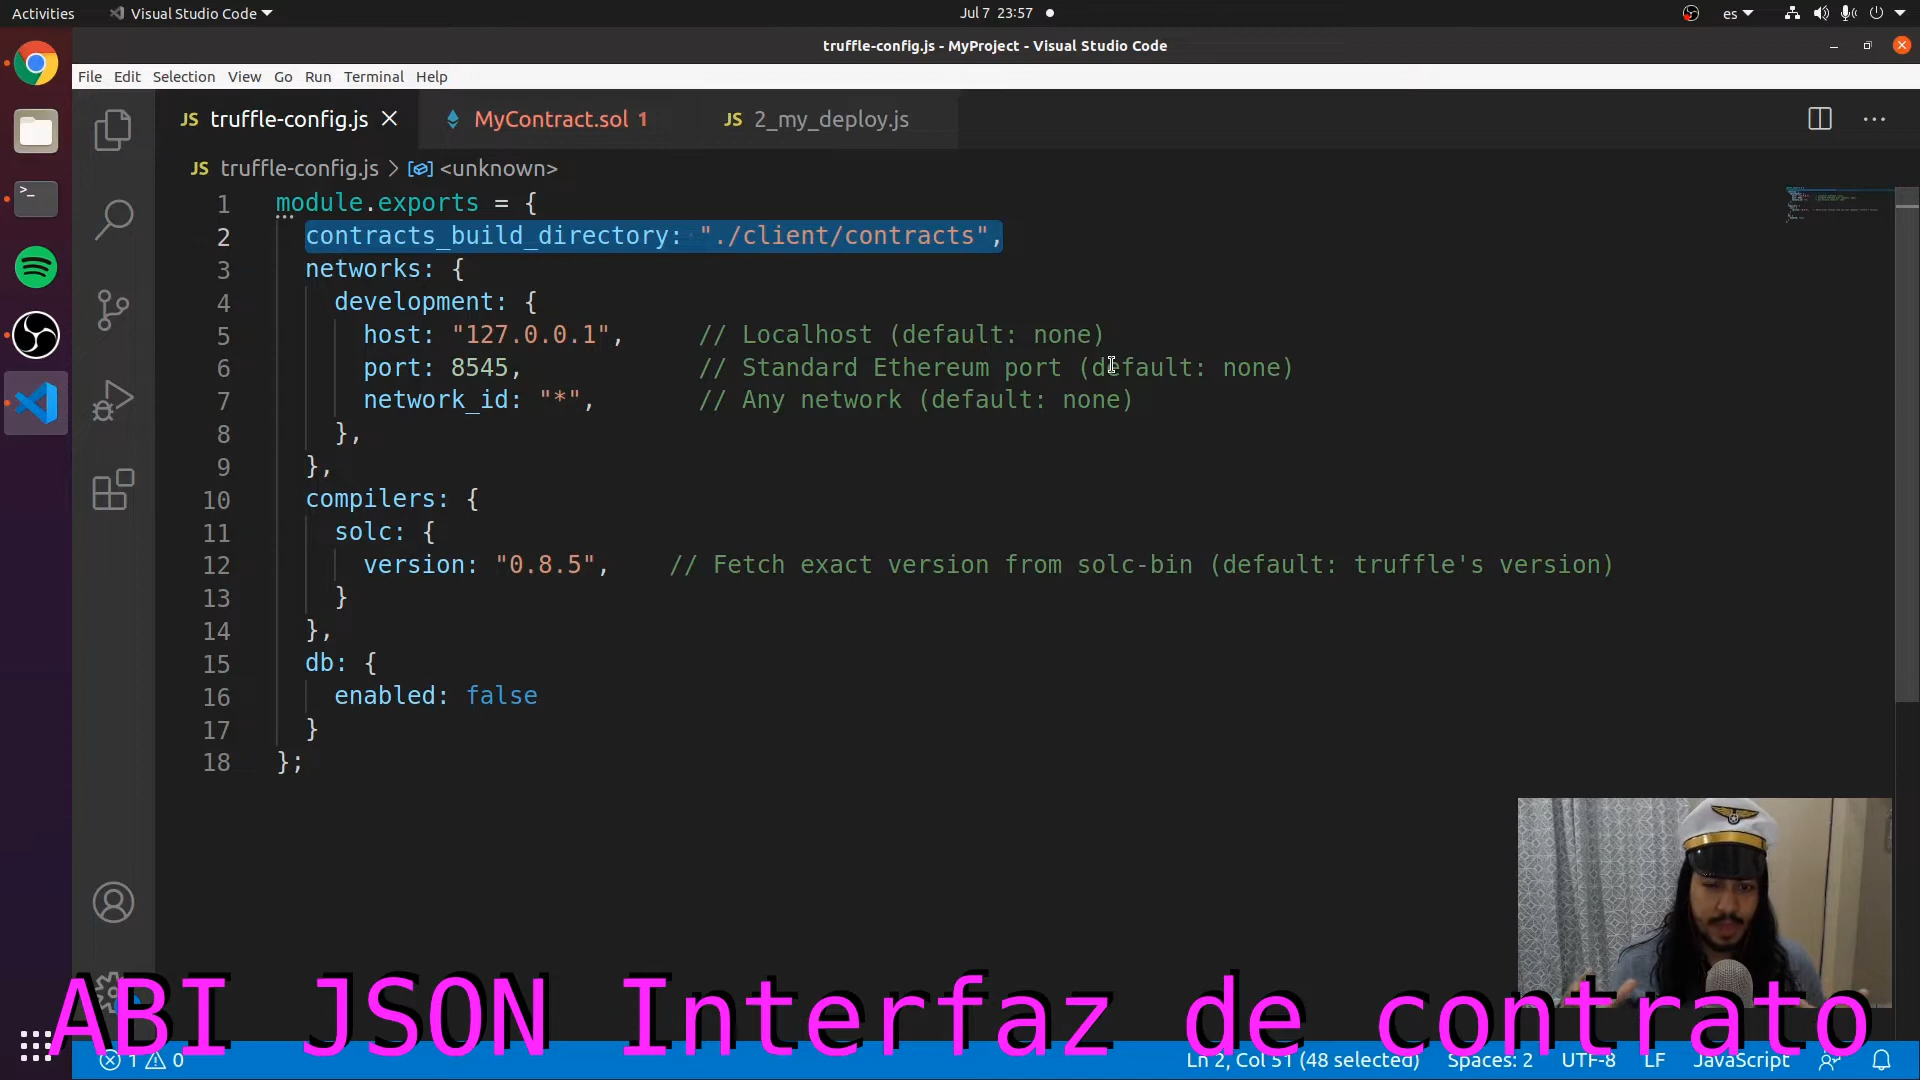 Activities Visual Studio Code Jul 7 23:57 es
truffle-config.js - MyProject - Visual Studio Code
File Edit Selection View Go Run Terminal Help
JS truffle-config.js MyContract.sol 1 JS 2_my_deploy.js
JS truffle-config.js > <unknown>
1 module.exports = {
2 contracts_build_directory: "./client/contracts",
3 networks: {
4 development: {
5 host: "127.0.0.1", // Localhost (default: none)
6 port: 8545, // Standard Ethereum port (default: none)
7 network_id: "*", // Any network (default: none)
8 },
9 },
10 compilers: {
11 solc: {
12 version: "0.8.5", // Fetch exact version from solc-bin (default: truffle's version)
13 }
14 },
15 db: {
16 enabled: false
17 }
18 };
ABI JSON Interfaz de contrato
1 0 Ln 2, Col 51 (48 selected) Spaces: 2 UTF-8 LF JavaScript